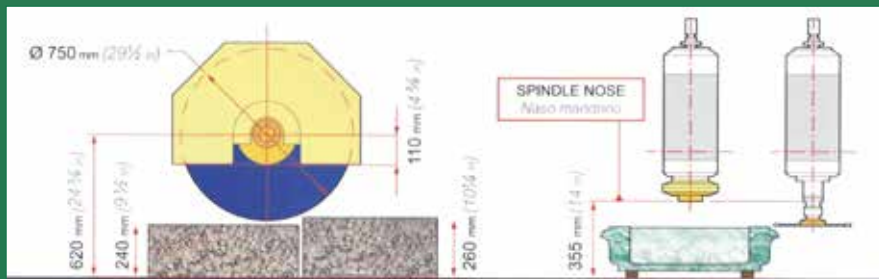 Ø 750 mm (29½ in)
110 mm (4⅜ in)
620 mm (24⅜ in)
240 mm (9½ in)
260 mm (10¼ in)
SPINDLE NOSE
Naso mandrino
355 mm (14 in)